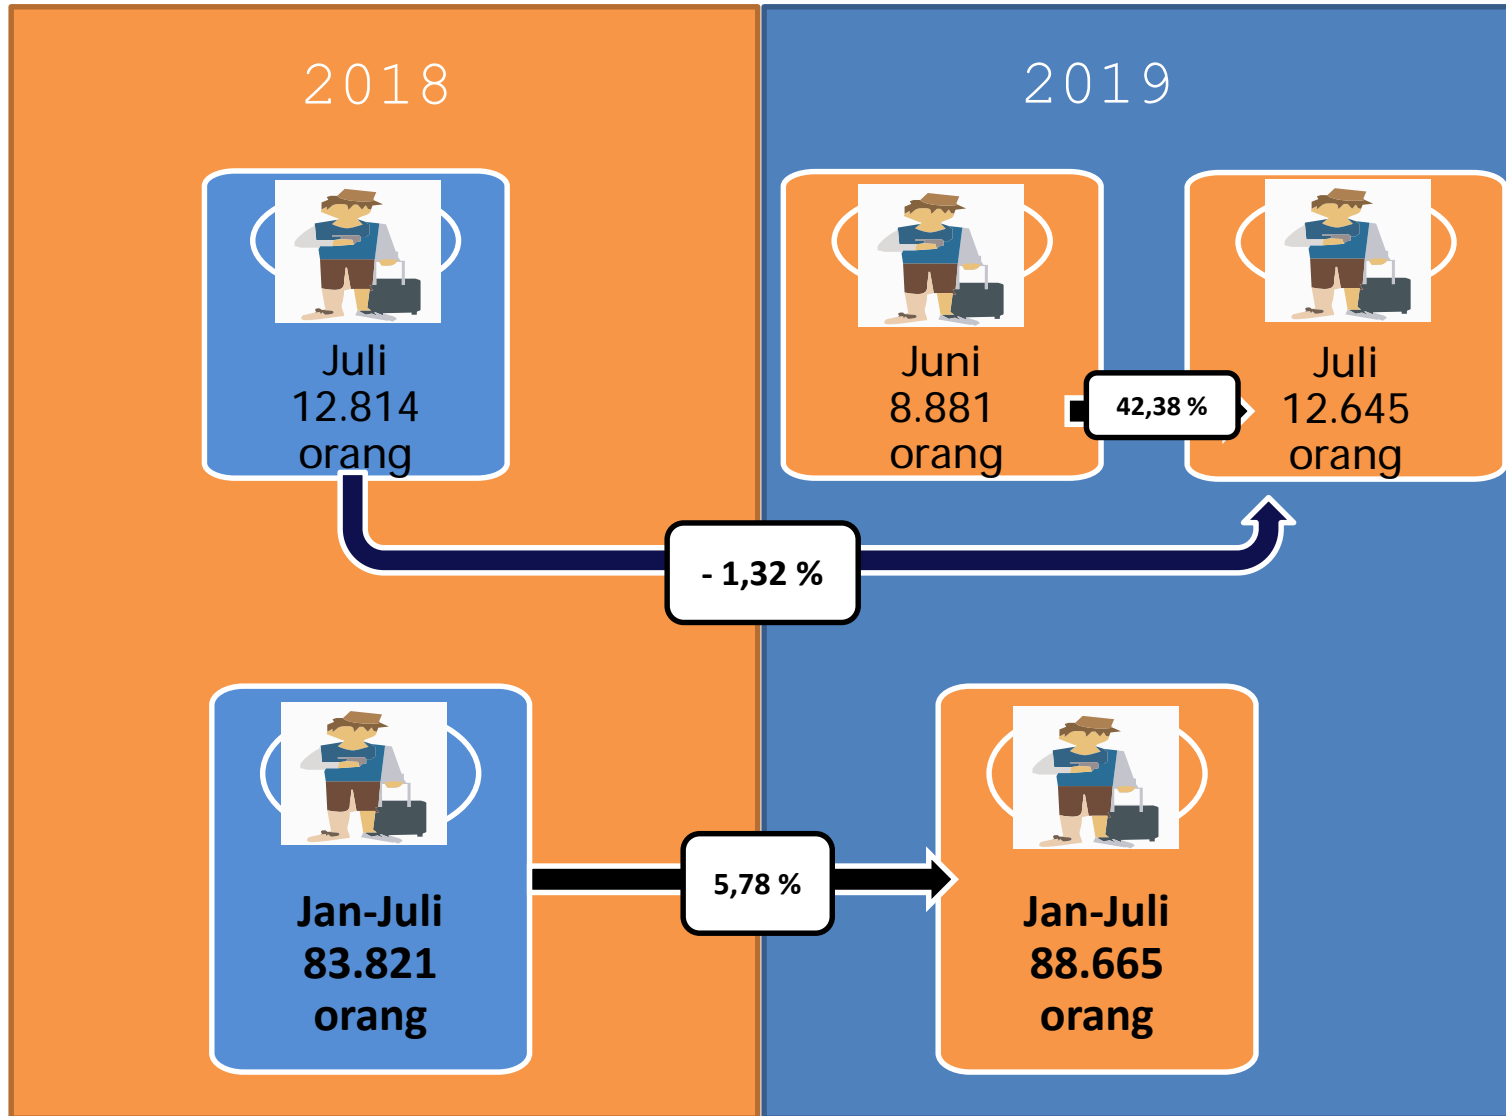 2018
2019
Juli
12.814
orang
Juni
8.881
orang
42,38 %
Juli
12.645
orang
- 1,32 %
Jan-Juli
83.821
orang
5,78 %
Jan-Juli
88.665
orang